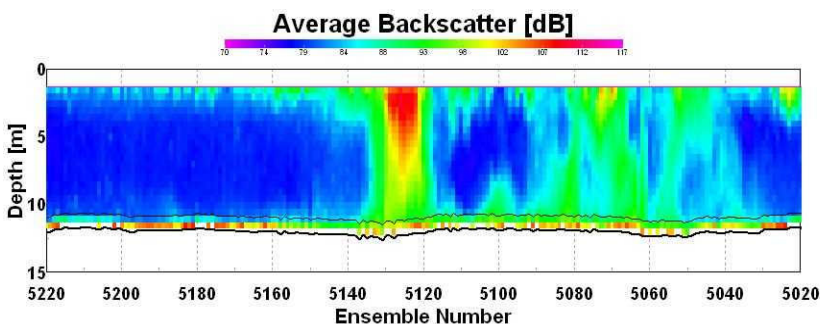 Average Backscatter [dB]
70 74 79 84 88 93 98 102 107 112 117
Depth [m]
0
5
10
15
5220 5200 5180 5160 5140 5120 5100 5080 5060 5040 5020
Ensemble Number